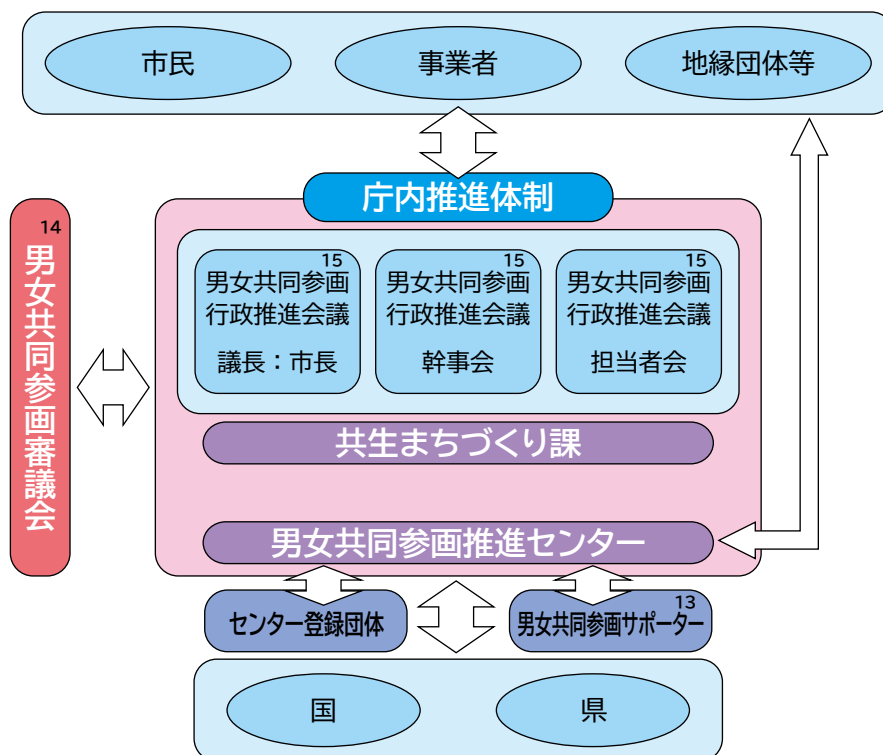 市民
事業者
地縁団体等
庁内推進体制
14
男女共同参画審議会
15
男女共同参画
行政推進会議
議長：市長
15
男女共同参画
行政推進会議
幹事会
15
男女共同参画
行政推進会議
担当者会
共生まちづくり課
男女共同参画推進センター
センター登録団体
13
男女共同参画サポーター
国
県